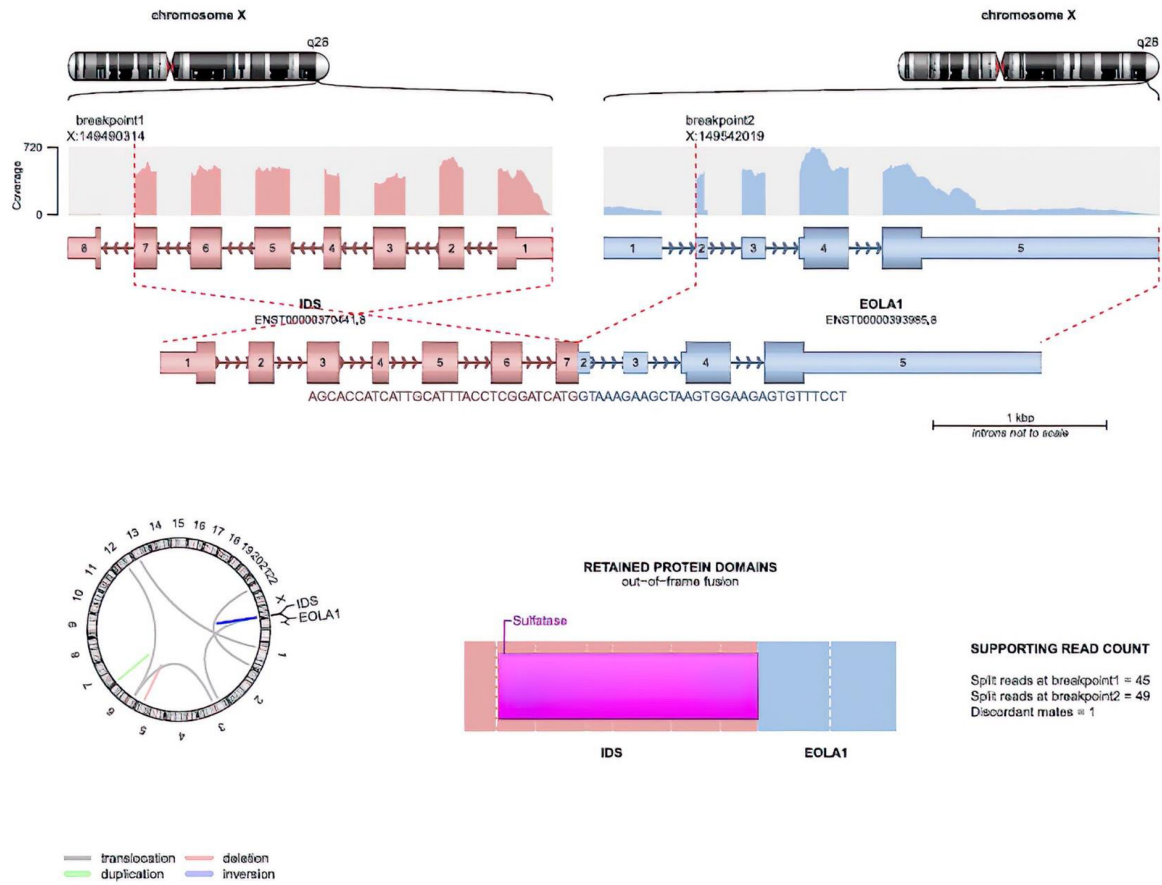 chromosome X
chromosome X
q28
q28
breakpoint1
X:149490314
breakpoint2
X:149542019
720
Coverage
0
8 7 6 5 4 3 2 1
1 2 3 4 5
IDS
ENST00000370441.8
EOLA1
ENST00000393985.8
1 2 3 4 5 6 7 2 3 4 5
AGCACCATCATTGCATTTACCTCGGATCATGGTAAAGAAGCTAAGTGGAAGAGTGTTTCCT
1 kbp
introns not to scale
12 13 14 15 16 17 18 19 20 21 22 X Y
11 10 9 8 7 6 5 4 3 2 1
IDS
EOLA1
RETAINED PROTEIN DOMAINS
out-of-frame fusion
Sulfatase
IDS
EOLA1
SUPPORTING READ COUNT
Split reads at breakpoint1 = 45
Split reads at breakpoint2 = 49
Discordant mates = 1
translocation
deletion
duplication
inversion